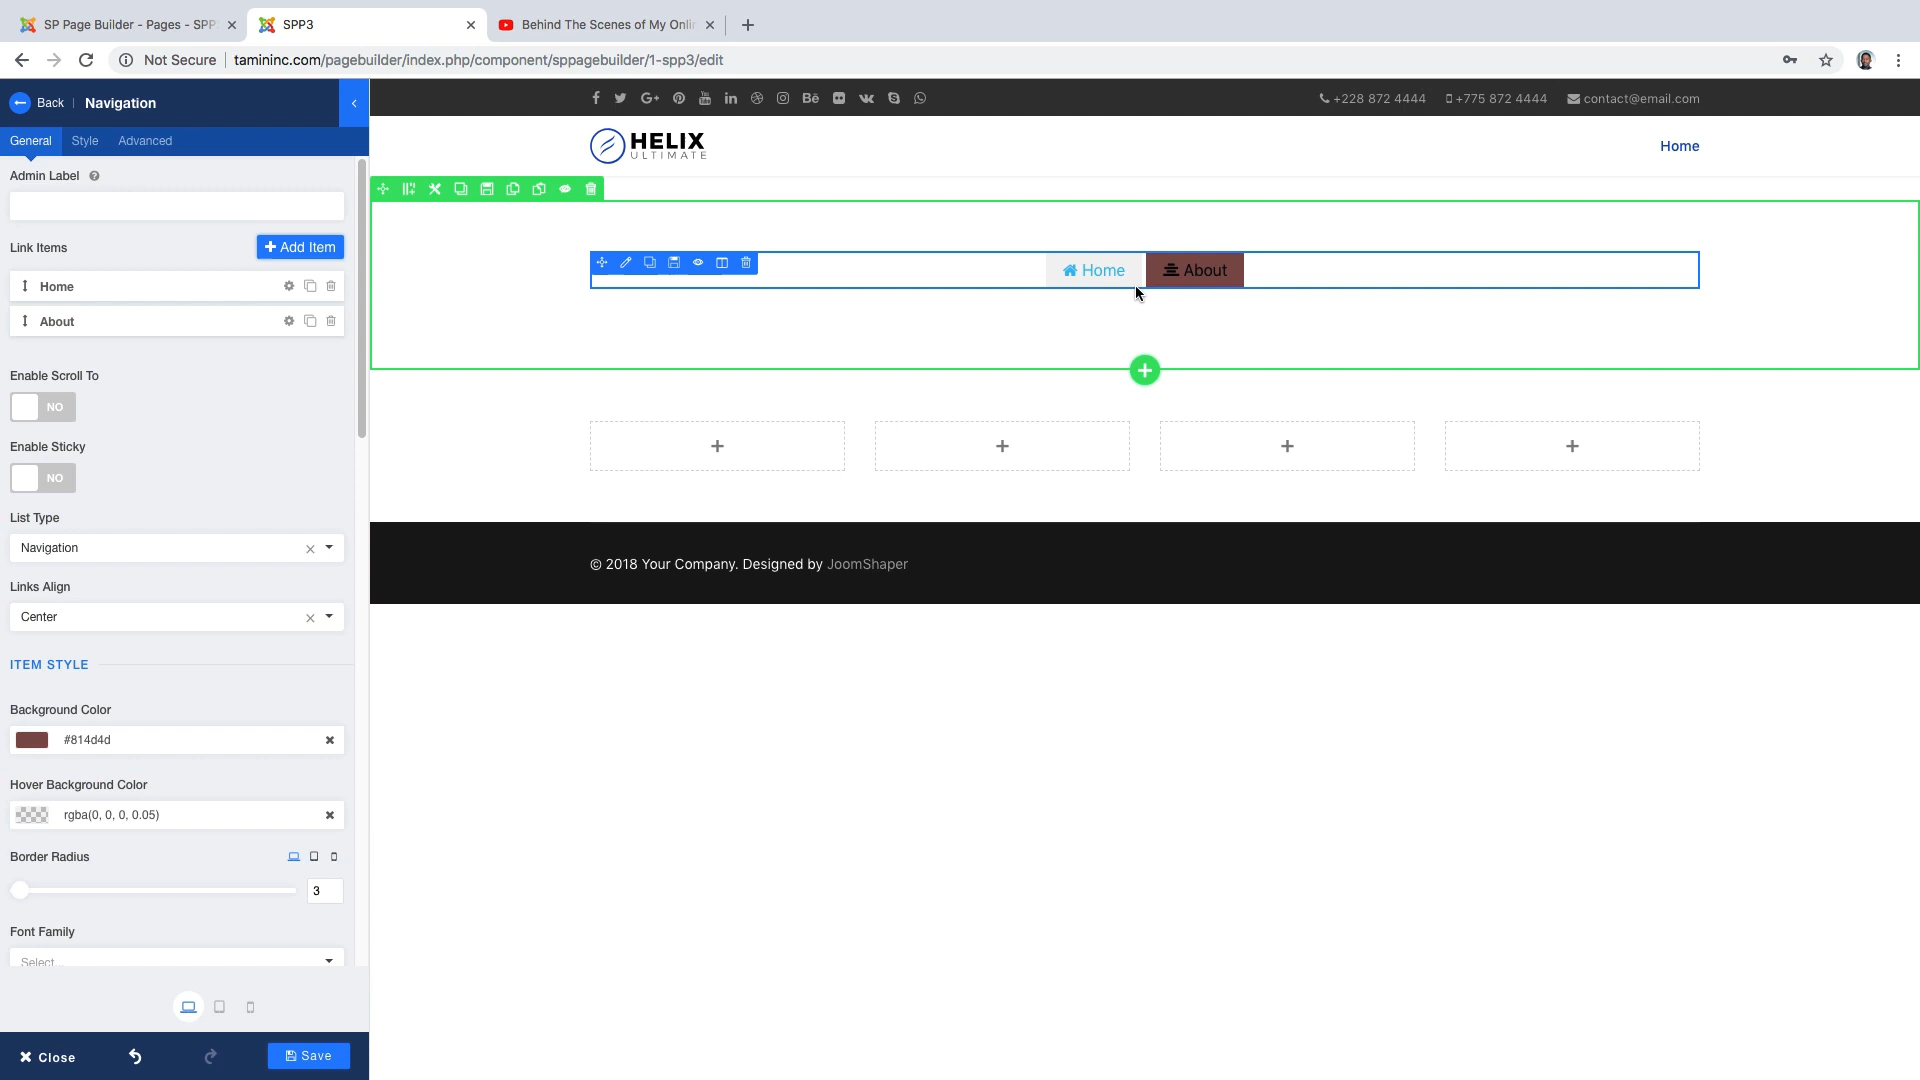 SP Page Builder - Pages - SPP
SPP3
Behind The Scenes of My Onli
Not Secure
tamininc.com/pagebuilder/index.php/component/sppagebuilder/1-spp3/edit
Back
Navigation
General
Style
Advanced
Admin Label
Link Items
Add Item
Home
About
Enable Scroll To
NO
Enable Sticky
NO
List Type
Navigation
Links Align
Center
ITEM STYLE
Background Color
#814d4d
Hover Background Color
rgba(0, 0, 0, 0.05)
Border Radius
3
Font Family
Select...
Close
Save
+228 872 4444
+775 872 4444
contact@email.com
HELIX
ULTIMATE
Home
Home
About
© 2018 Your Company. Designed by JoomShaper